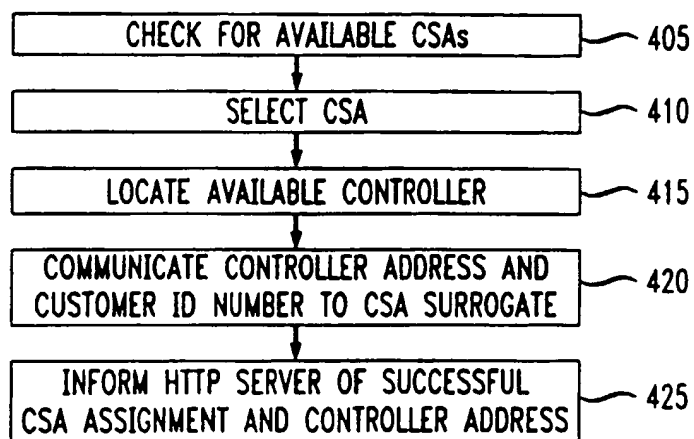 CHECK FOR AVAILABLE CSAs
405
SELECT CSA
410
LOCATE AVAILABLE CONTROLLER
415
COMMUNICATE CONTROLLER ADDRESS AND
CUSTOMER ID NUMBER TO CSA SURROGATE
420
INFORM HTTP SERVER OF SUCCESSFUL
CSA ASSIGNMENT AND CONTROLLER ADDRESS
425